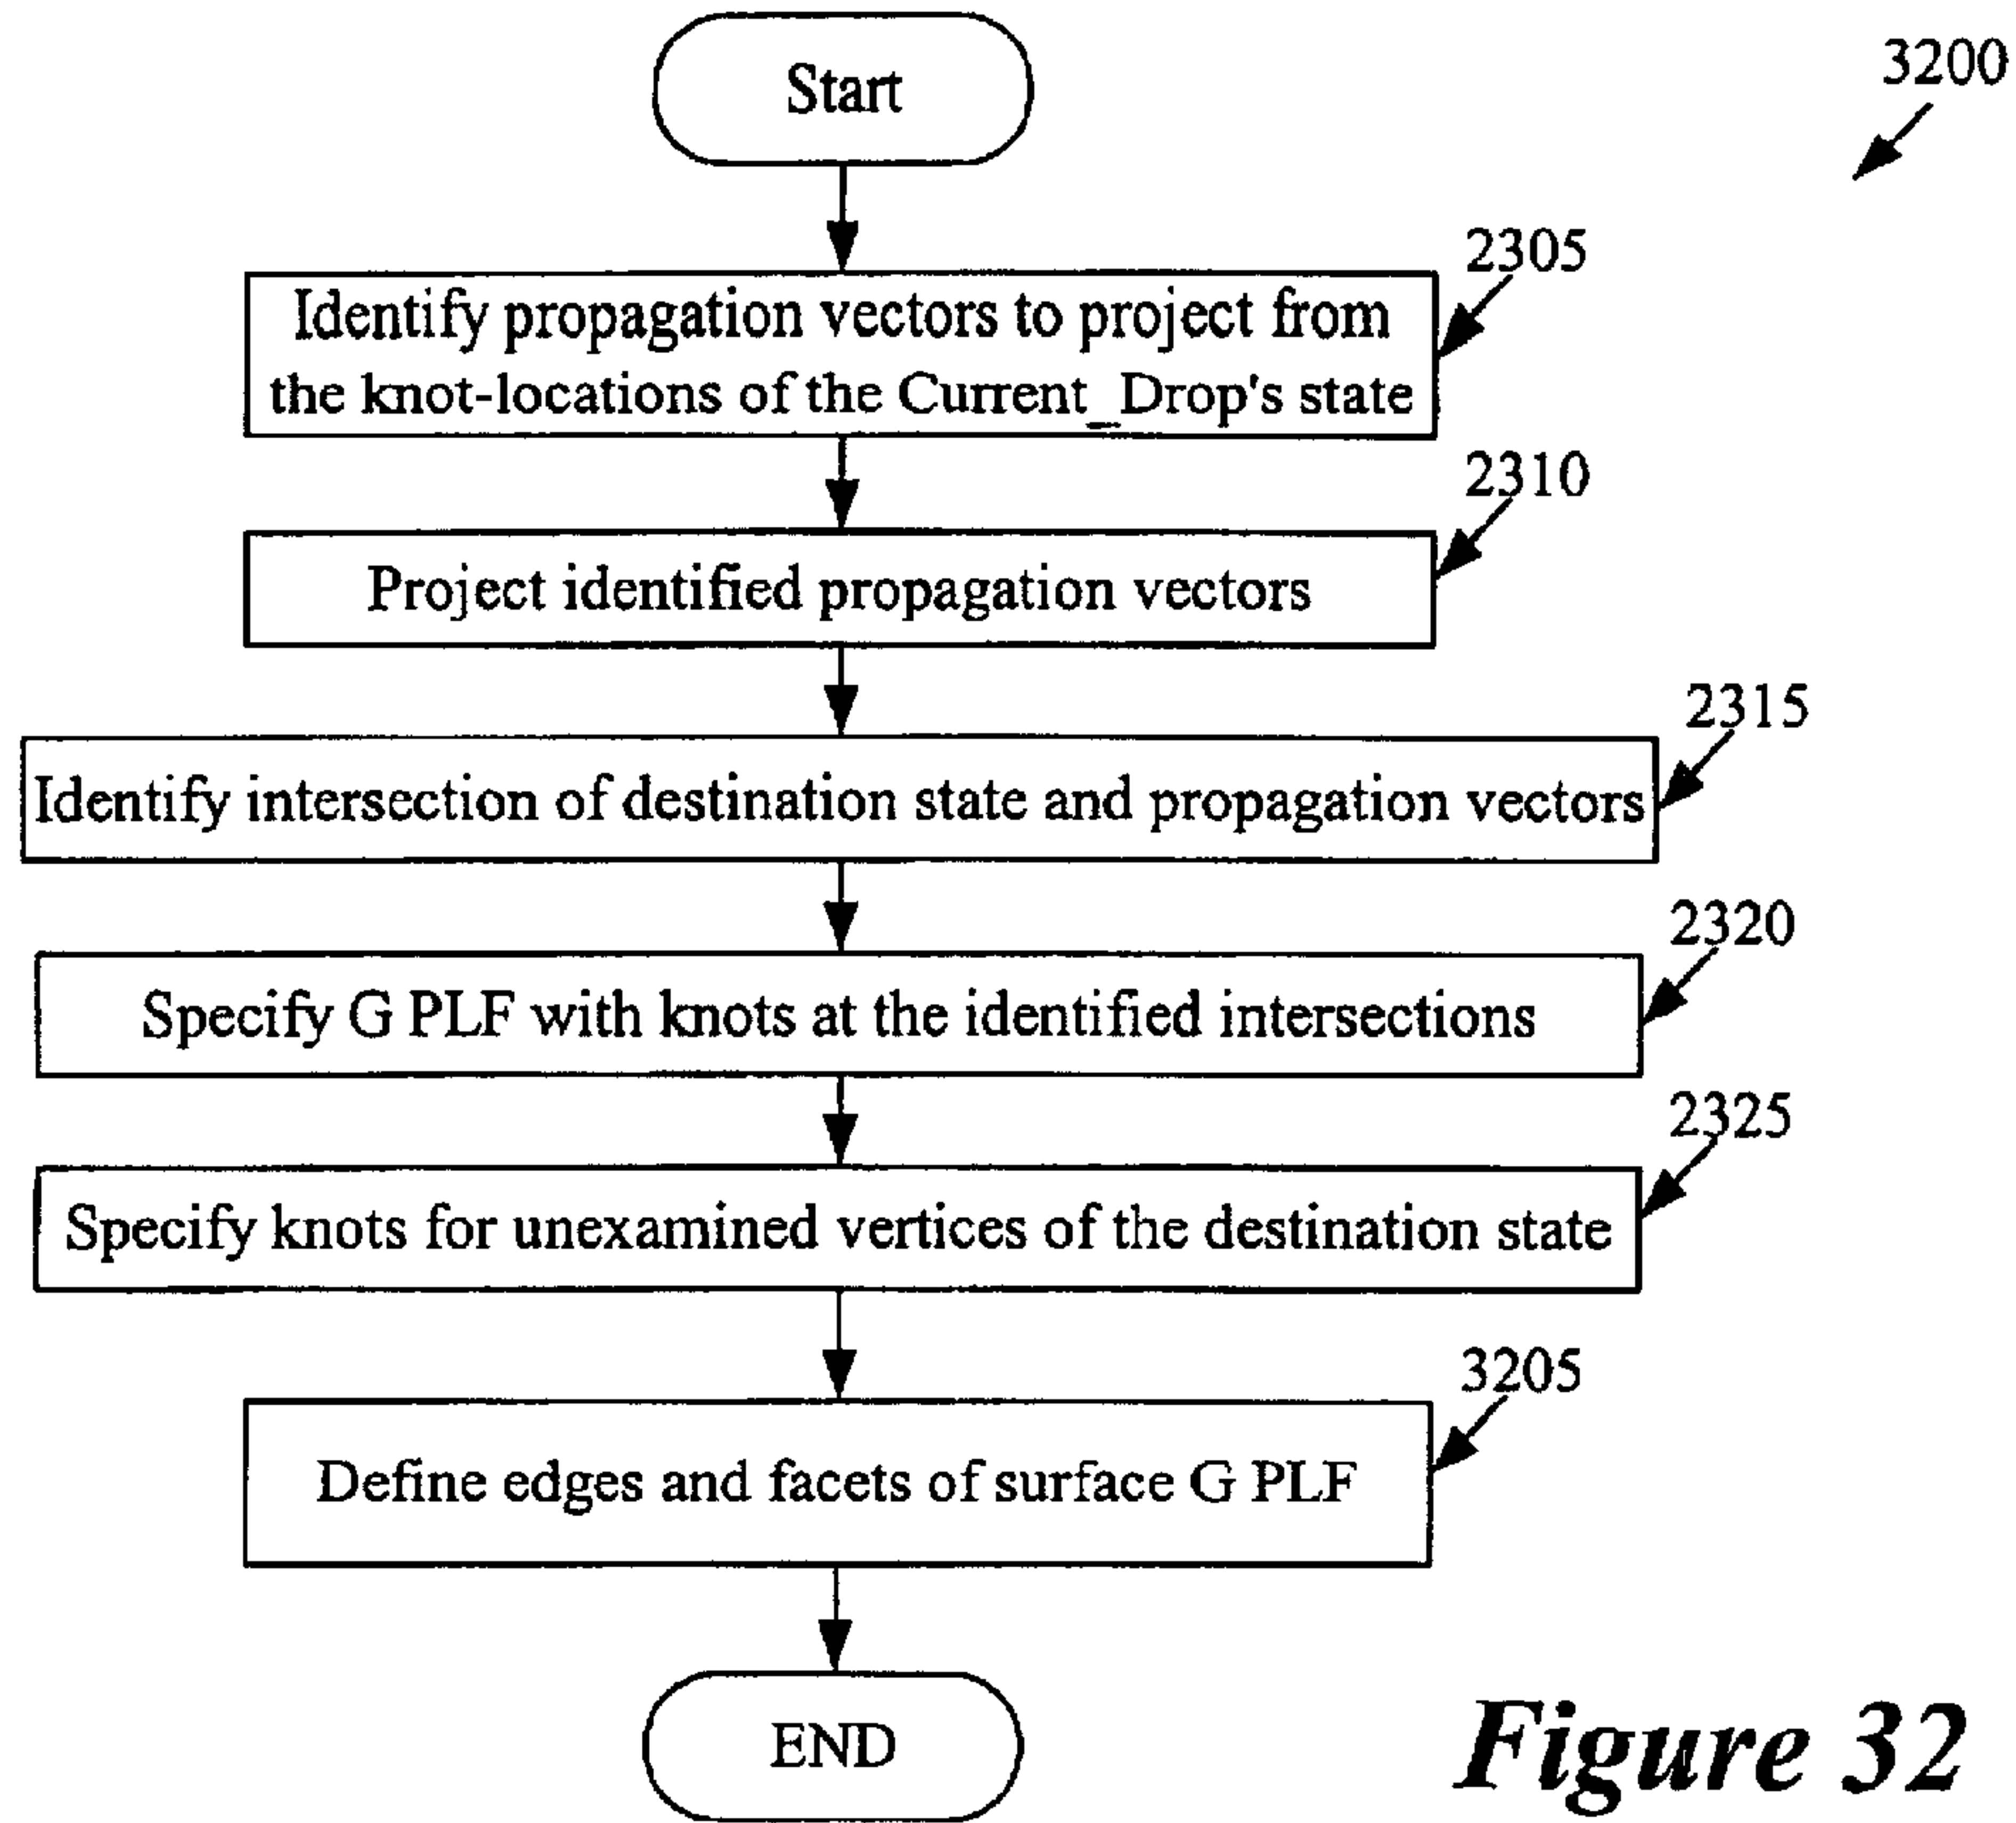 Start
3200
2305
Identify propagation vectors to project from
the knot-locations of the Current_Drop's state
2310
Project identified propagation vectors
2315
Identify intersection of destination state and propagation vectors
2320
Specify G PLF with knots at the identified intersections
2325
Specify knots for unexamined vertices of the destination state
3205
Define edges and facets of surface G PLF
END
Figure 32